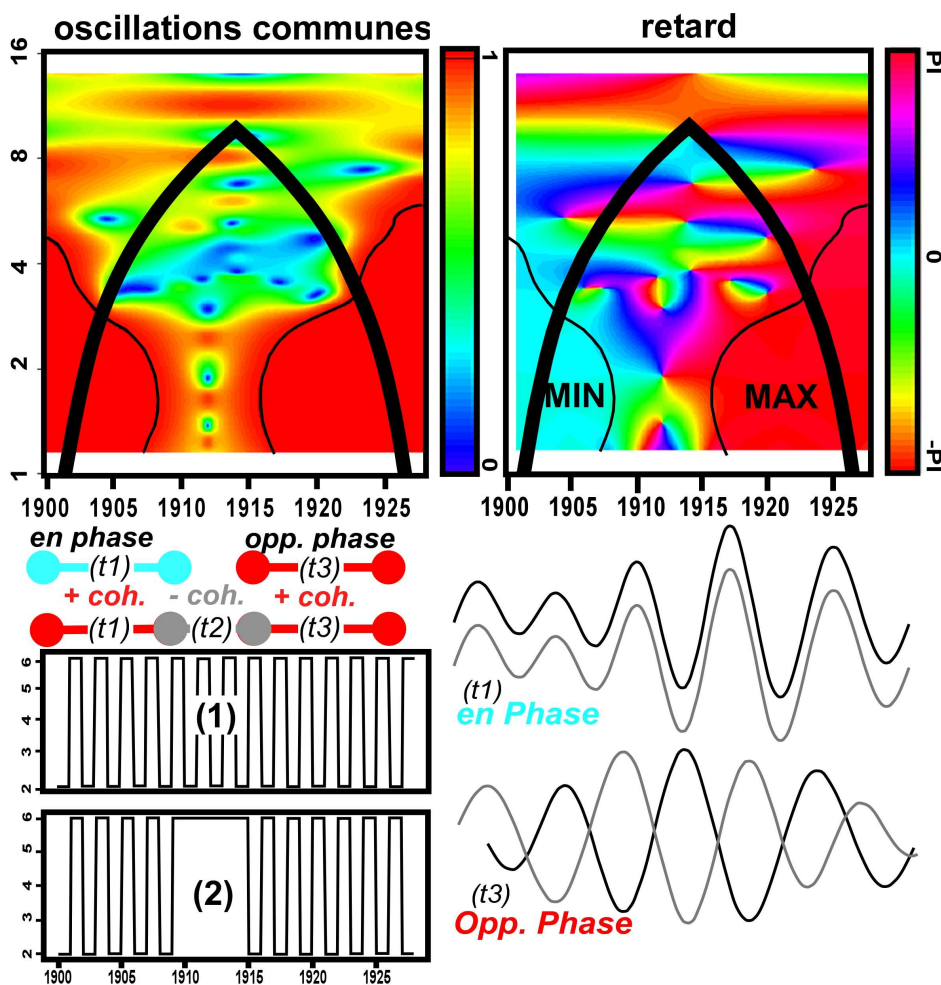 oscillations communes
retard
16
8
4
2
1
1
0
PI
0
-PI
MIN
MAX
1900 1905 1910 1915 1920 1925
1900 1905 1910 1915 1920 1925
en phase opp. phase
(t1) (t3)
+ coh. - coh. + coh.
(t1) (t2) (t3)
6
5
4
3
2
(1)
6
5
4
3
2
(2)
1900 1905 1910 1915 1920 1925
(t1)
en Phase
(t3)
Opp. Phase